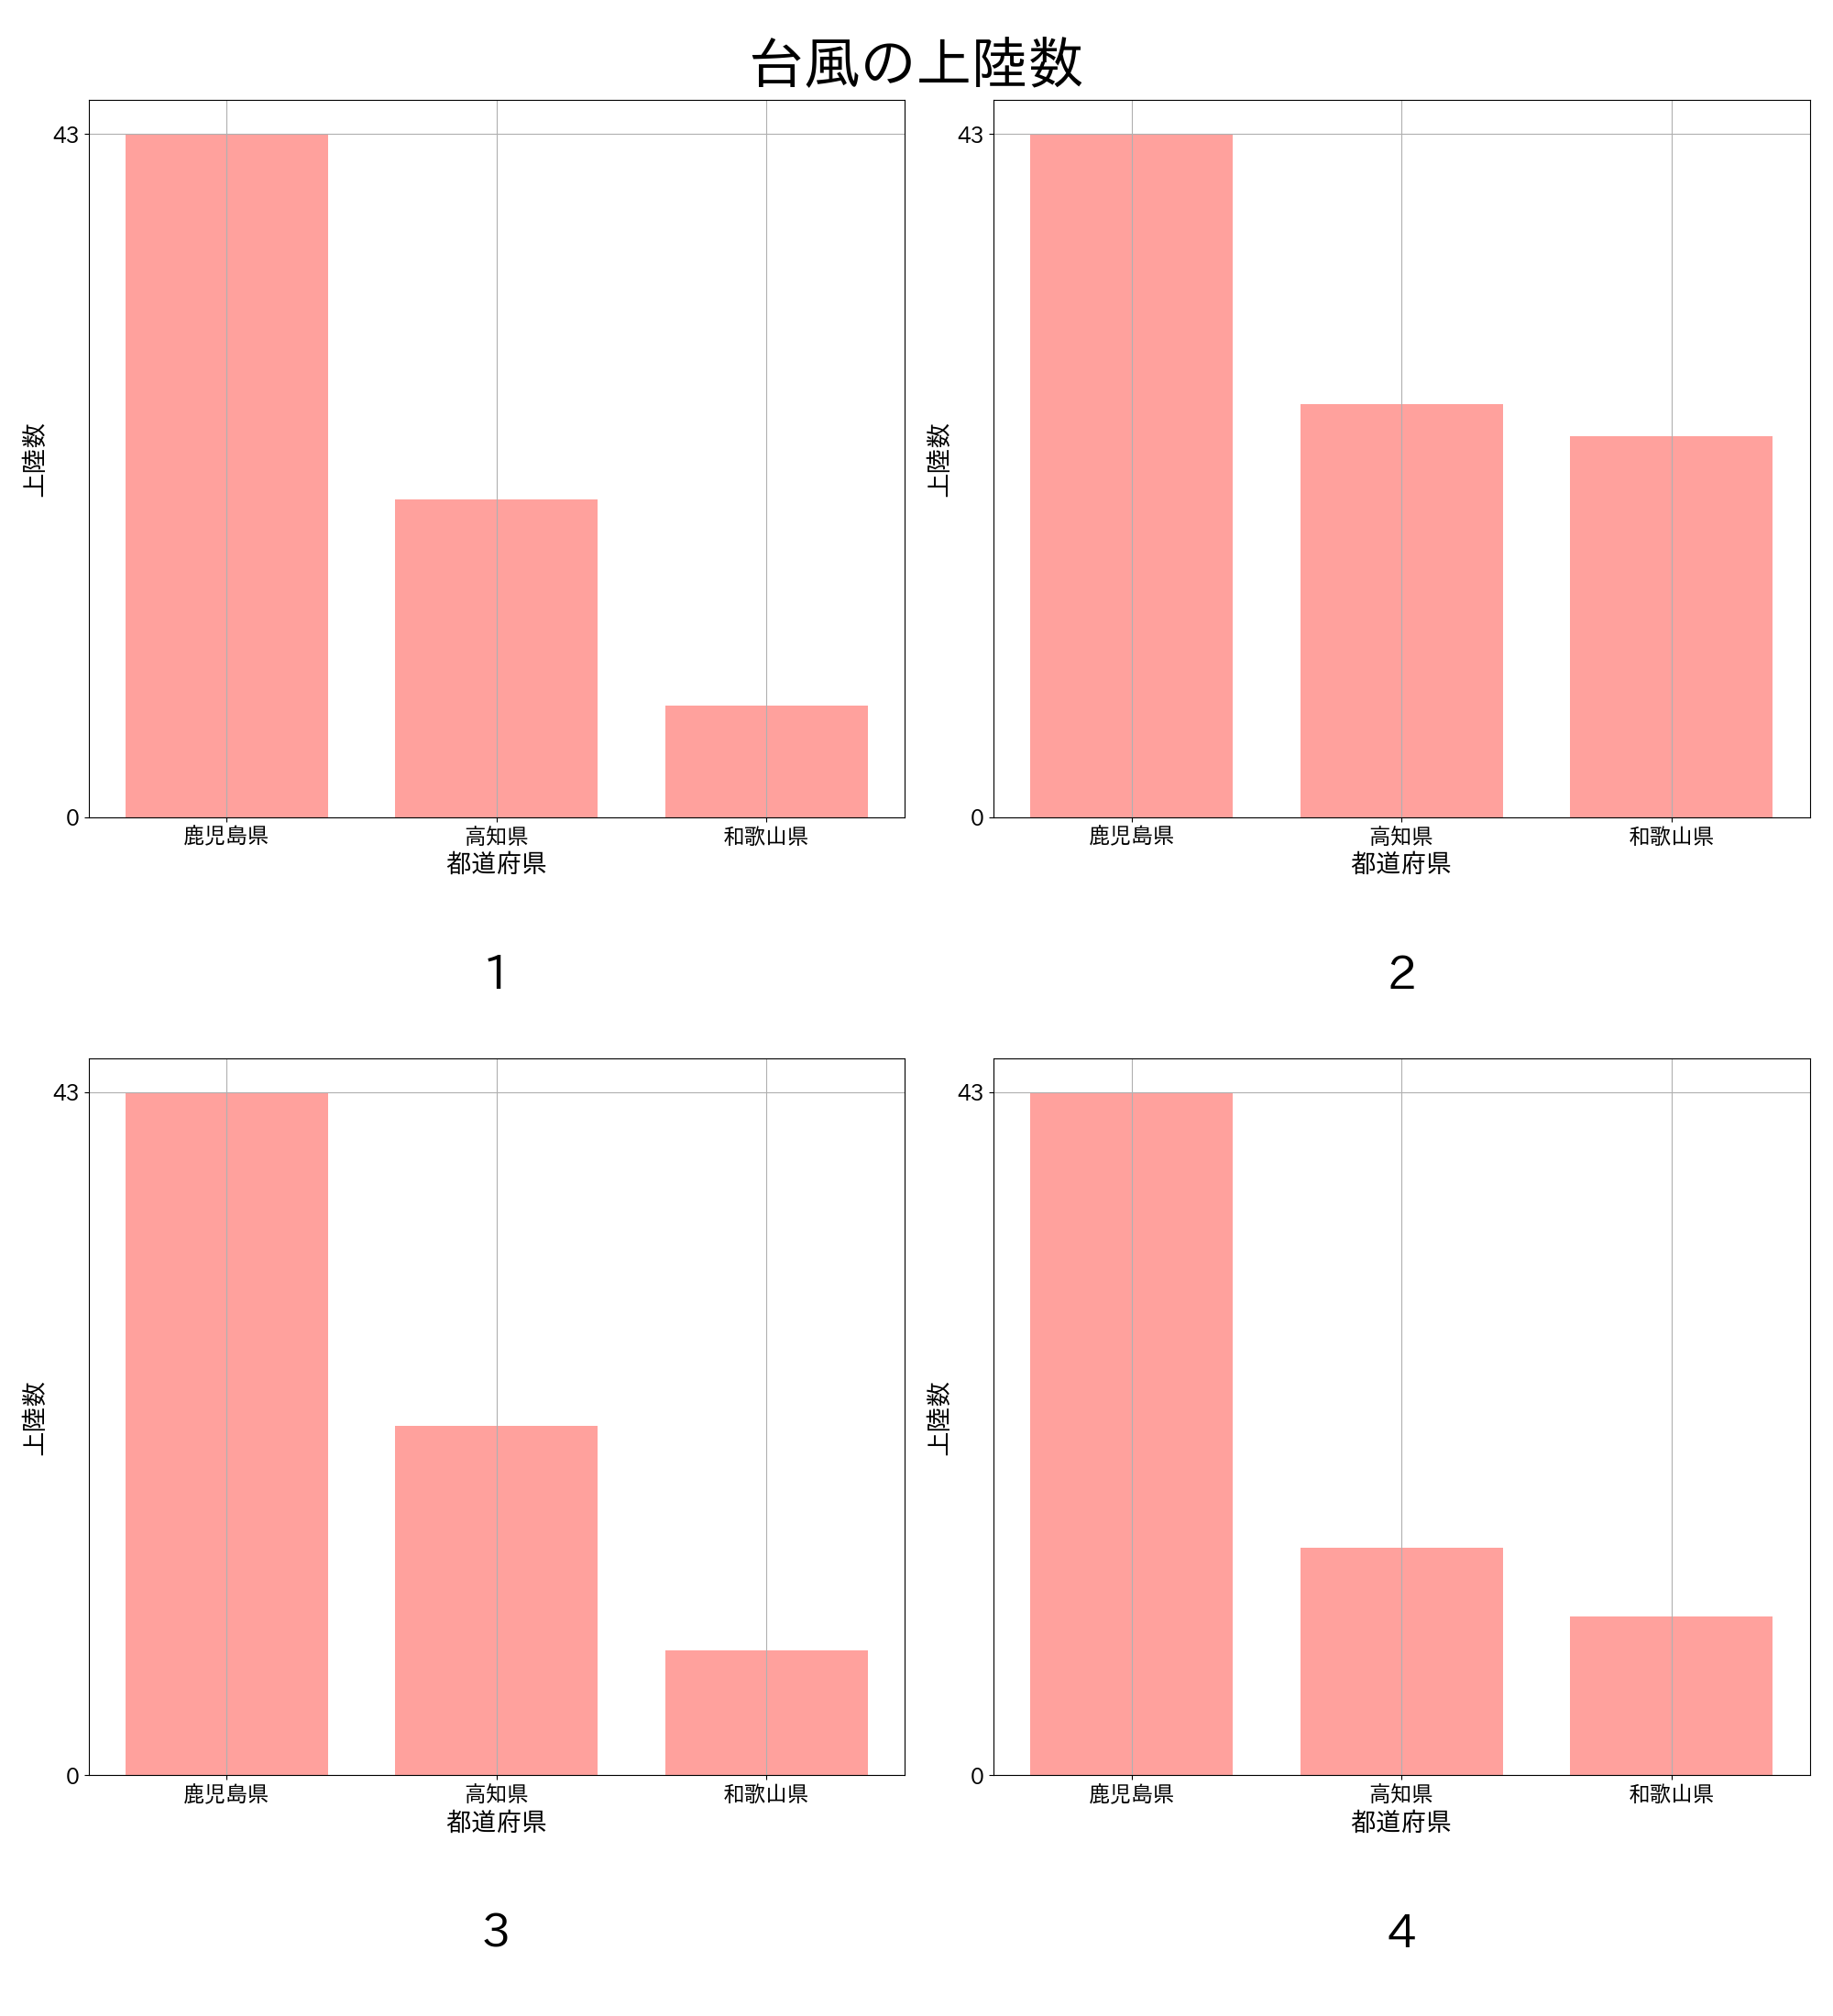 台風の上陸数
43
上陸数
0
鹿児島県 高知県 和歌山県
都道府県
1
43
上陸数
0
鹿児島県 高知県 和歌山県
都道府県
2
43
上陸数
0
鹿児島県 高知県 和歌山県
都道府県
3
43
上陸数
0
鹿児島県 高知県 和歌山県
都道府県
4